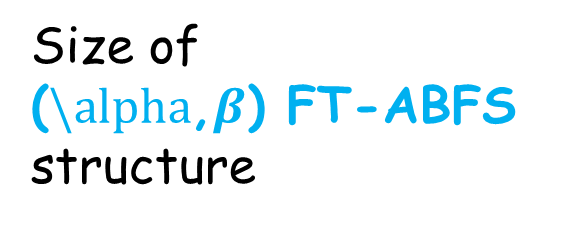 Size of
(\alpha,β) FT-ABFS
structure